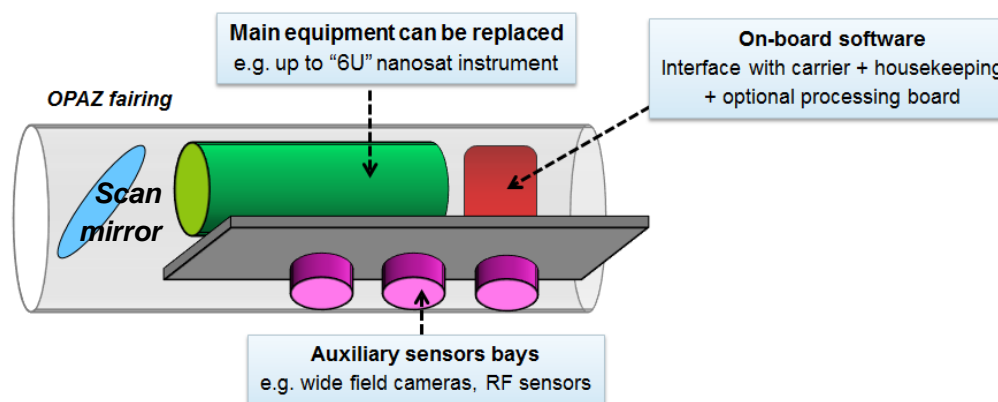 Main equipment can be replaced
e.g. up to “6U” nanosat instrument
On-board software
Interface with carrier + housekeeping
+ optional processing board
OPAZ fairing
Scan
mirror
Auxiliary sensors bays
e.g. wide field cameras, RF sensors